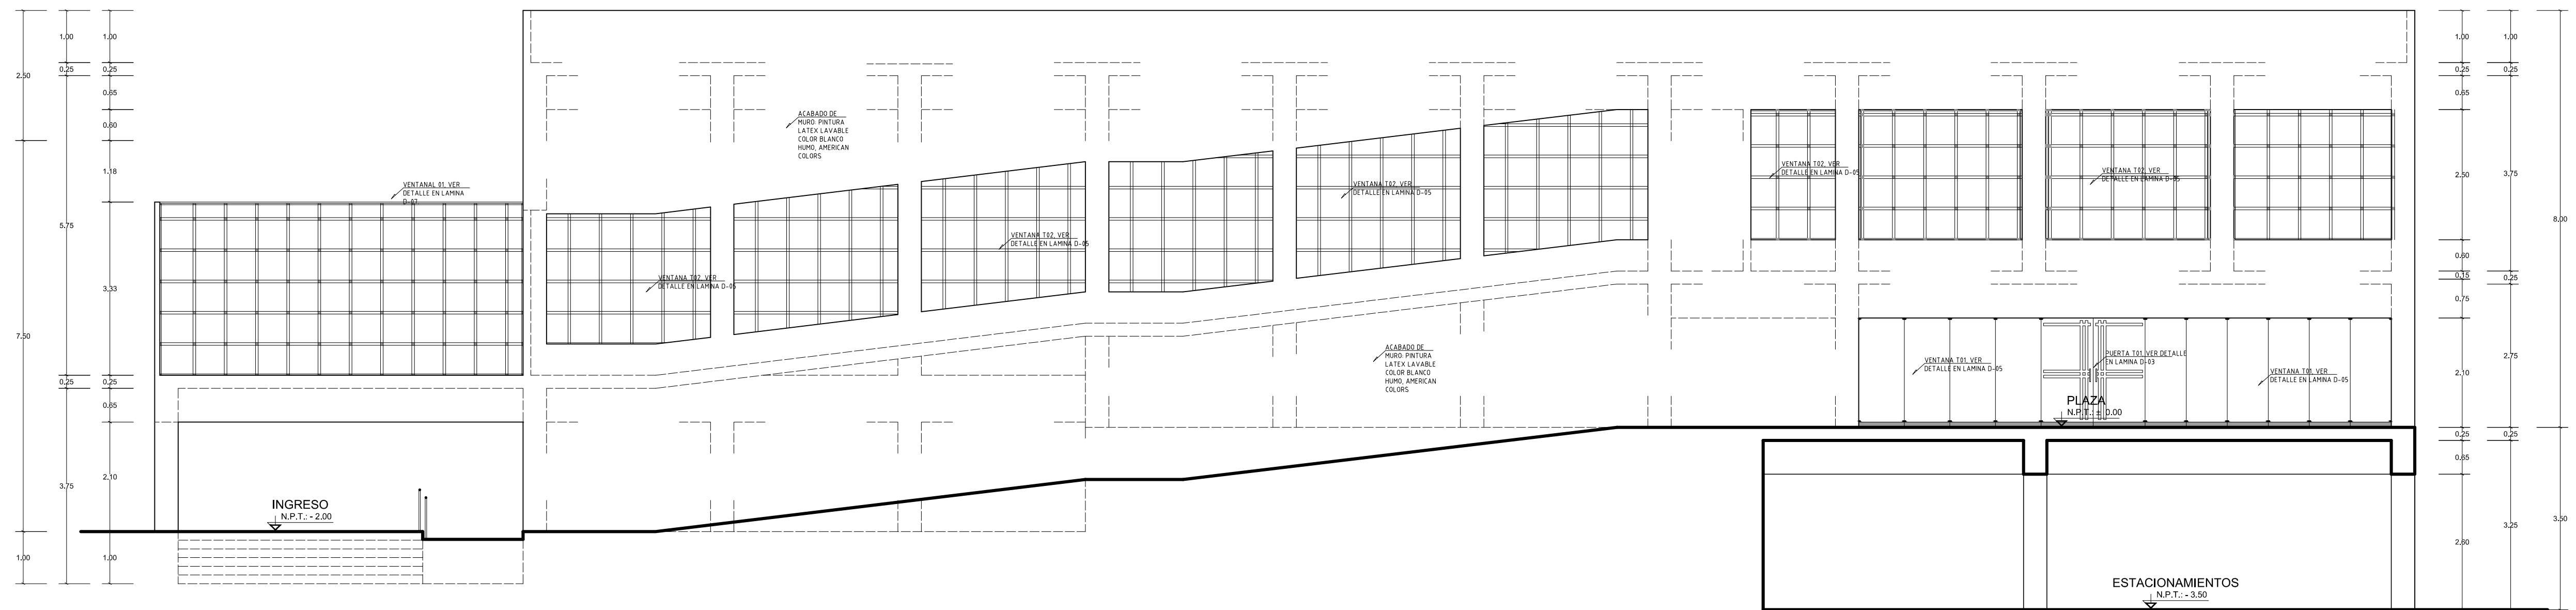 1.00
0.25
2.50
5.75
7.50
0.25
3.75
1.00
1.00
0.25
0.65
0.60
1.18
3.33
0.25
0.65
2.10
1.00
VENTANAL 01, VER
DETALLE EN LAMINA
D-07
ACABADO DE
MURO: PINTURA
LATEX LAVABLE
COLOR BLANCO
HUMO, AMERICAN
COLORS
VENTANA T02, VER
DETALLE EN LAMINA D-05
VENTANA T02, VER
DETALLE EN LAMINA D-05
VENTANA T02, VER
DETALLE EN LAMINA D-05
VENTANA T02, VER
DETALLE EN LAMINA D-05
VENTANA T02, VER
DETALLE EN LAMINA D-05
ACABADO DE
MURO: PINTURA
LATEX LAVABLE
COLOR BLANCO
HUMO, AMERICAN
COLORS
VENTANA T01, VER
DETALLE EN LAMINA D-05
PUERTA T01, VER DETALLE
EN LAMINA D-03
VENTANA T01, VER
DETALLE EN LAMINA D-05
PLAZA
N.P.T.: ± 0.00
INGRESO
N.P.T.: - 2.00
ESTACIONAMIENTOS
N.P.T.: - 3.50
1.00
0.25
0.65
2.50
0.60
0.15
0.75
2.10
0.25
0.65
2.60
1.00
0.25
3.75
0.25
2.75
0.25
3.25
8.00
3.50